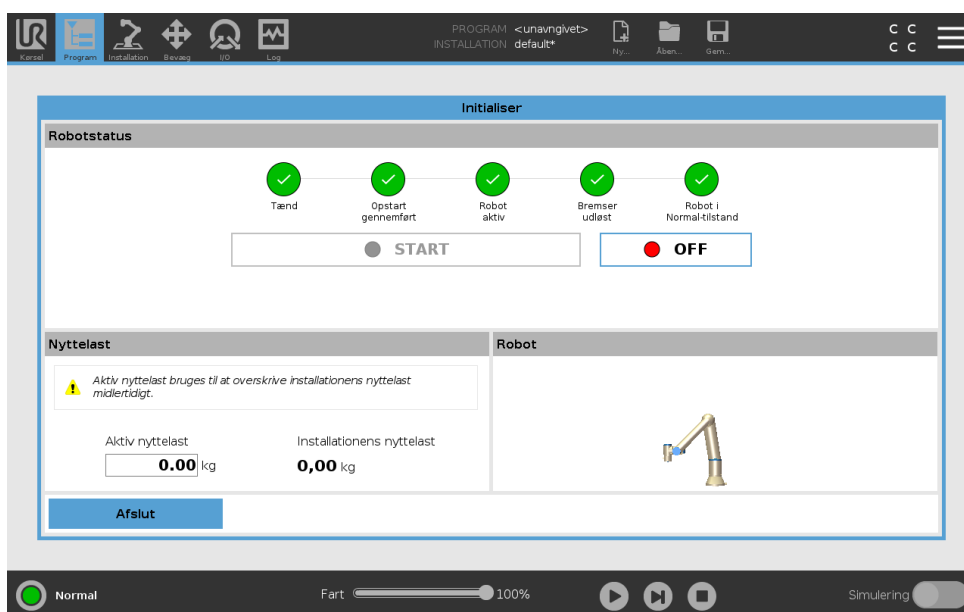 PROGRAM <unavngivet>
INSTALLATION default*
Kørsel Program Installation Bevæg I/O Log Ny... Åben... Gem...
C C
C C
Initialiser
Robotstatus
Tænd
Opstart gennemført
Robot aktiv
Bremser udløst
Robot i Normal-tilstand
START
OFF
Nyttelast
Aktiv nyttelast bruges til at overskrive installationens nyttelast
midlertidigt.
Aktiv nyttelast
0.00 kg
Installationens nyttelast
0,00 kg
Robot
Afslut
Normal
Fart 100%
Simulering